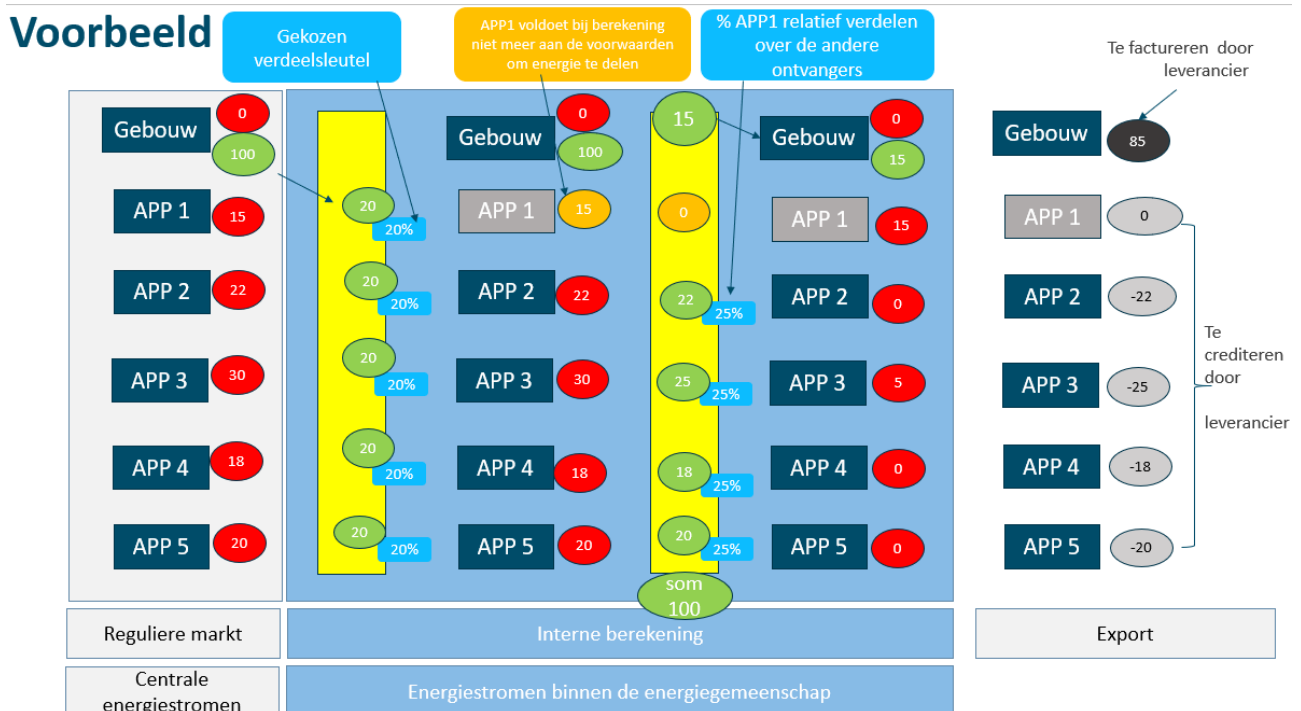 Voorbeeld
Gekozen
verdeelsleutel
APP1 voldoet bij berekening
niet meer aan de voorwaarden
om energie te delen
% APP1 relatief verdelen
over de andere
ontvangers
Te factureren door
leverancier
Gebouw
0
100
Gebouw
0
100
15
Gebouw
0
15
Gebouw
85
APP 1
15
20
20%
APP 1
15
0
APP 1
15
APP 1
0
APP 2
22
20
20%
APP 2
22
22
25%
APP 2
0
APP 2
-22
APP 3
30
20
20%
APP 3
30
25
25%
APP 3
5
APP 3
-25
Te
crediteren
door
leverancier
APP 4
18
20
20%
APP 4
18
18
25%
APP 4
0
APP 4
-18
APP 5
20
20
20%
APP 5
20
20
25%
APP 5
0
APP 5
-20
som
100
Reguliere markt
Interne berekening
Export
Centrale
energiestromen
Energiestromen binnen de energiegemeenschap